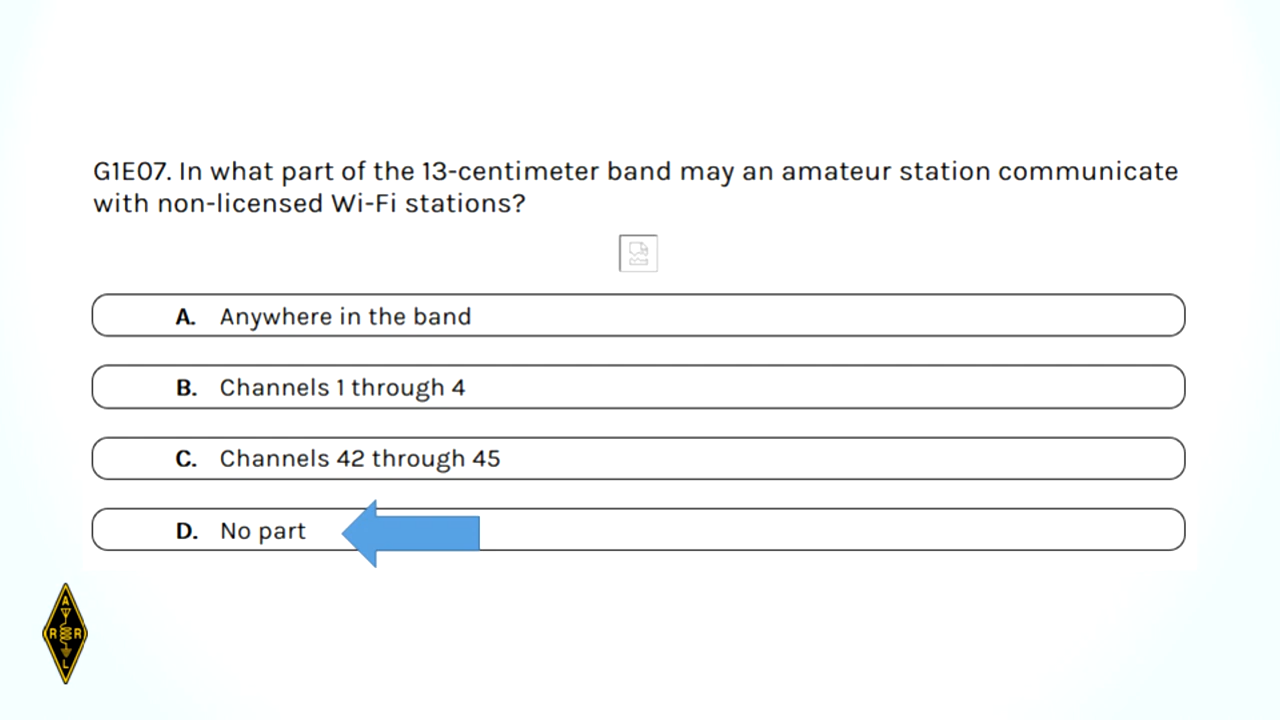 G1E07. In what part of the 13-centimeter band may an amateur station communicate
with non-licensed Wi-Fi stations?
A. Anywhere in the band
B. Channels 1 through 4
C. Channels 42 through 45
D. No part
A
R R
L